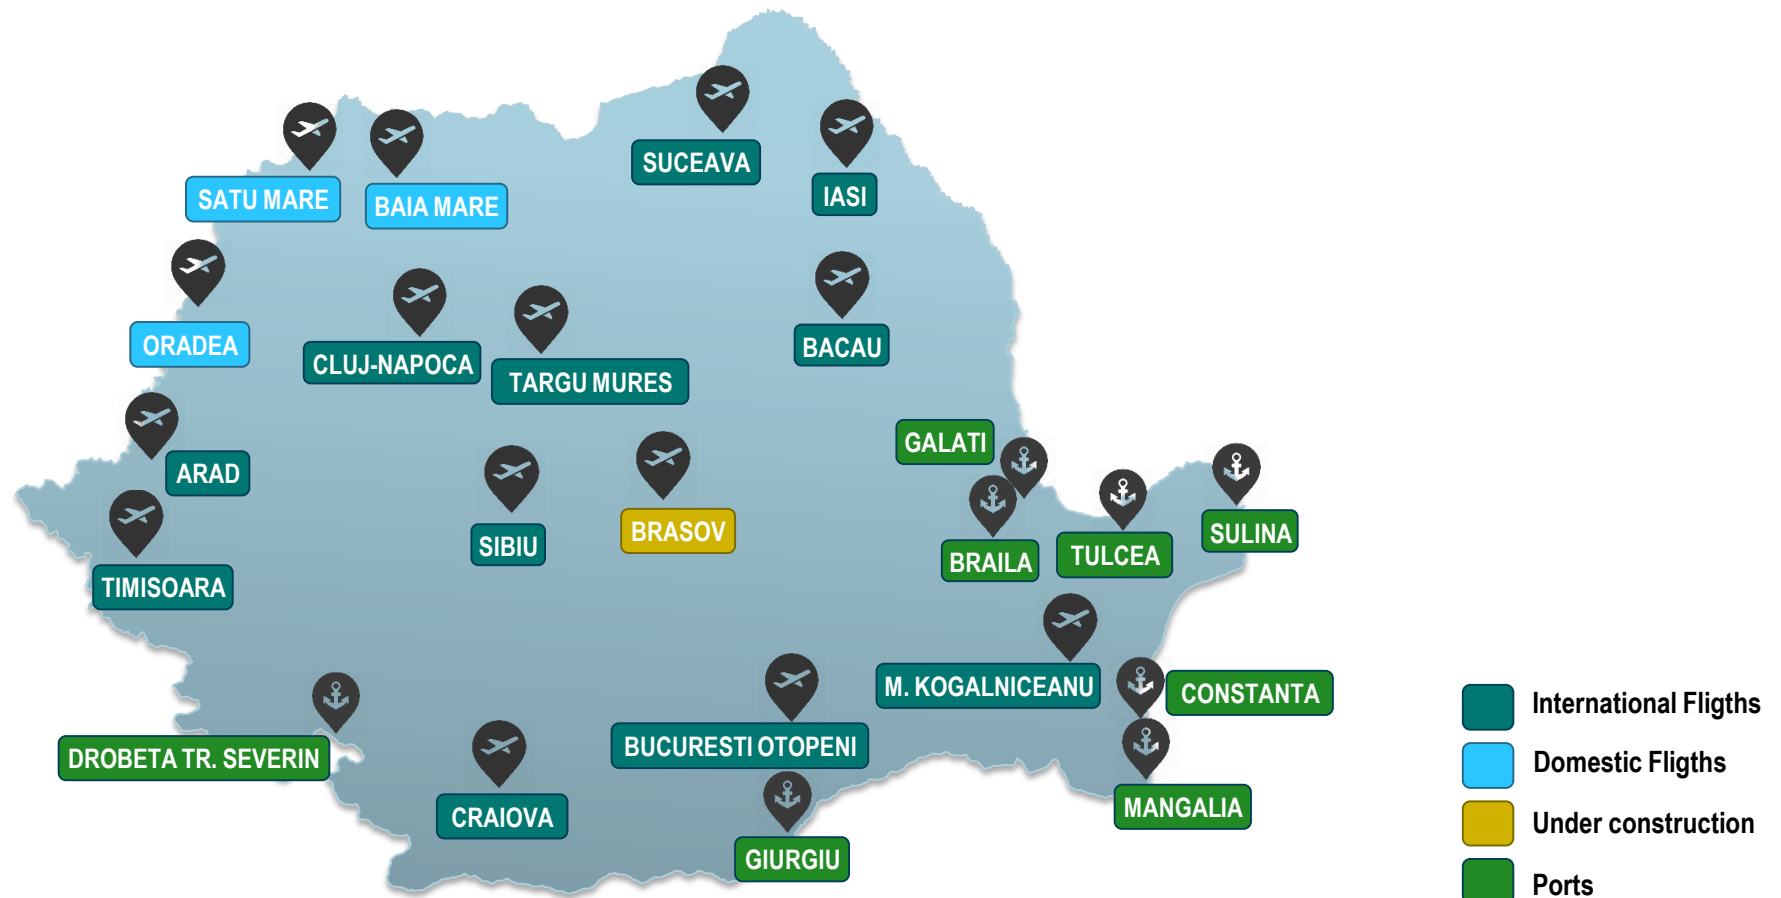 SUCEAVA
IASI
SATU MARE
BAIA MARE
ORADEA
CLUJ-NAPOCA
TARGU MURES
BACAU
GALATI
ARAD
SIBIU
BRASOV
BRAILA
TULCEA
SULINA
TIMISOARA
M. KOGALNICEANU
CONSTANTA
DROBETA TR. SEVERIN
BUCURESTI OTOPENI
CRAIOVA
MANGALIA
GIURGIU
International Fligths
Domestic Fligths
Under construction
Ports